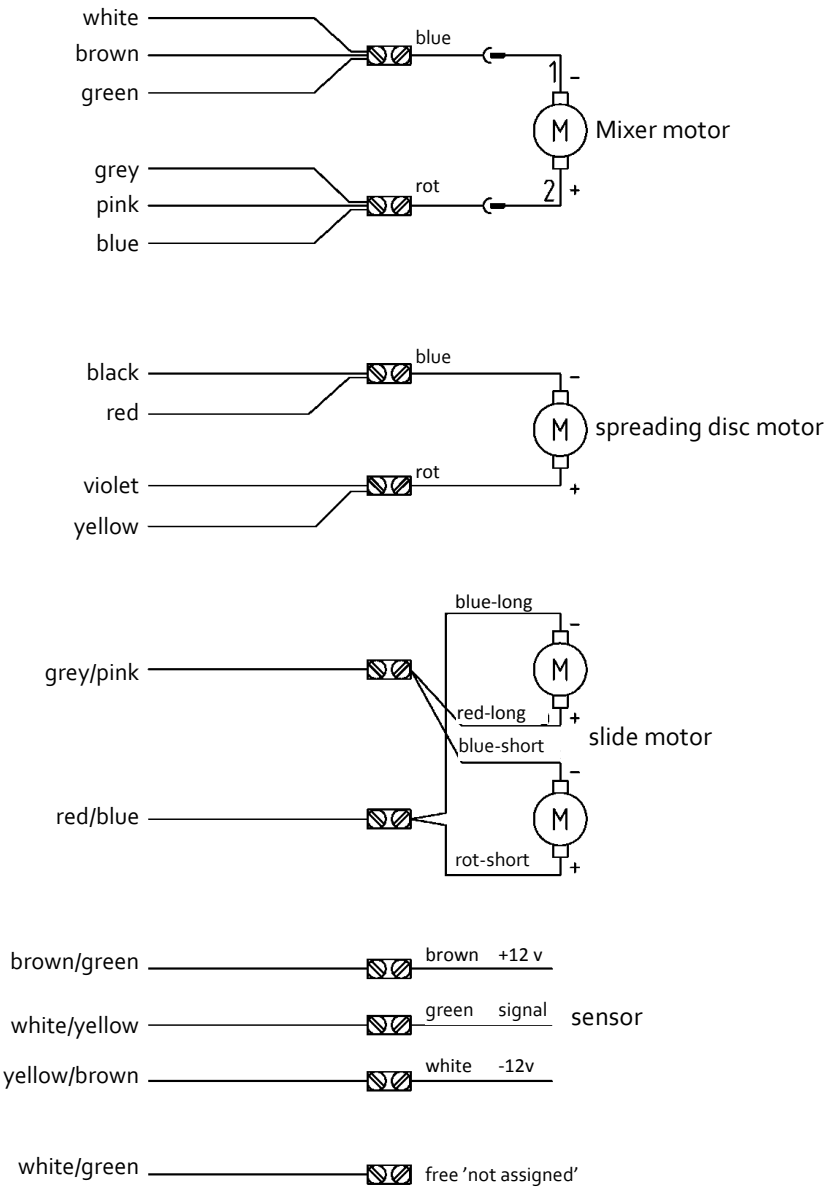 white
blue
brown
1 -
green
M Mixer motor
grey
rot 2 +
pink
blue
blue
black -
red
M spreading disc motor
rot
violet +
yellow
blue-long
-
grey/pink M
red-long +
slide motor
blue-short
-
red/blue M
rot-short +
brown/green brown +12 v
white/yellow green signal sensor
yellow/brown white -12v
white/green free 'not assigned'